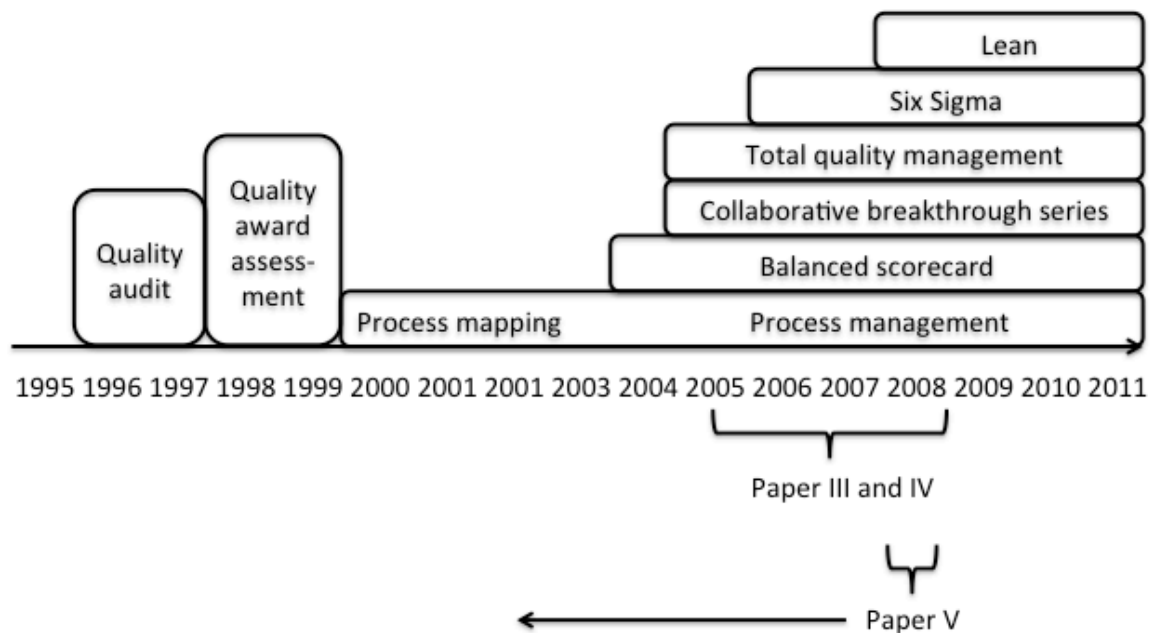 Lean
Six Sigma
Total quality management
Collaborative breakthrough series
Balanced scorecard
Quality
audit
Quality
award
assess-
ment
Process mapping
Process management
1995 1996 1997 1998 1999 2000 2001 2001 2003 2004 2005 2006 2007 2008 2009 2010 2011
Paper III and IV
Paper V